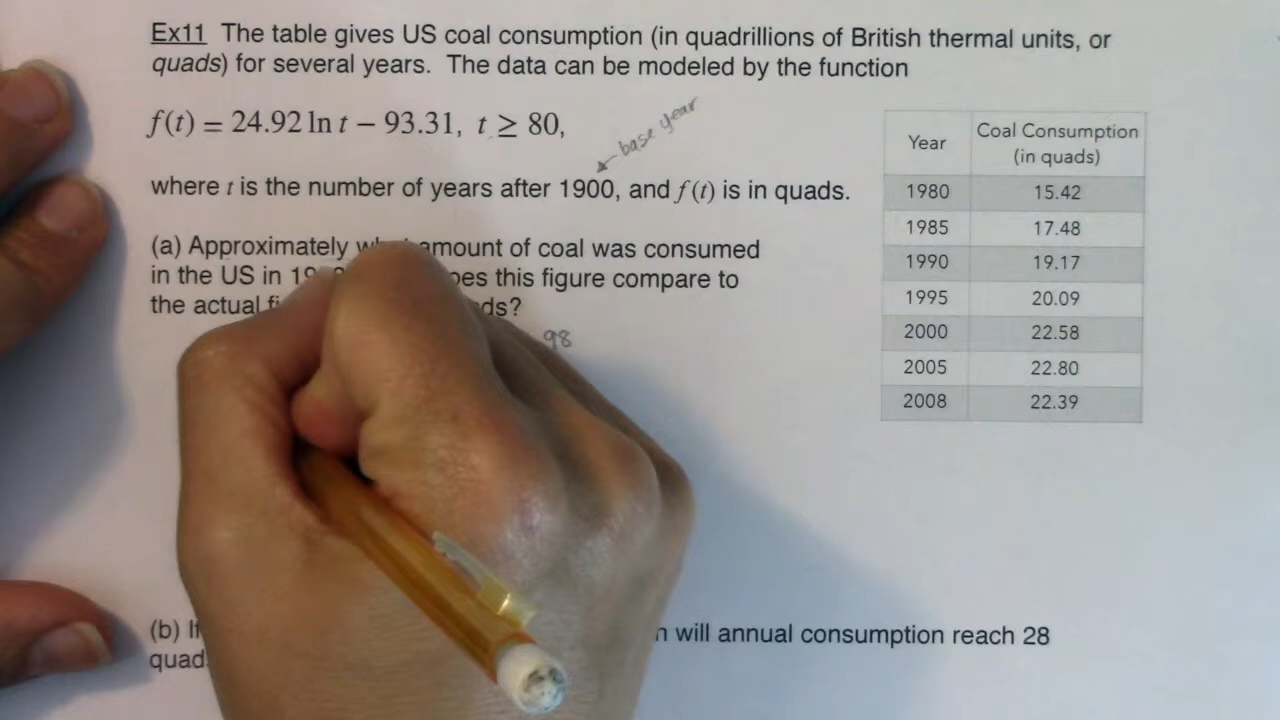 Ex11 The table gives US coal consumption (in quadrillions of British thermal units, or
quads) for several years. The data can be modeled by the function
f(t) = 24.92 ln t − 93.31, t ≥ 80,
base year
where t is the number of years after 1900, and f(t) is in quads.
(a) Approximately amount of coal was consumed
in the US in this figure compare to
the actual
98
Year Coal Consumption
(in quads)
1980 15.42
1985 17.48
1990 19.17
1995 20.09
2000 22.58
2005 22.80
2008 22.39
(b) will annual consumption reach 28